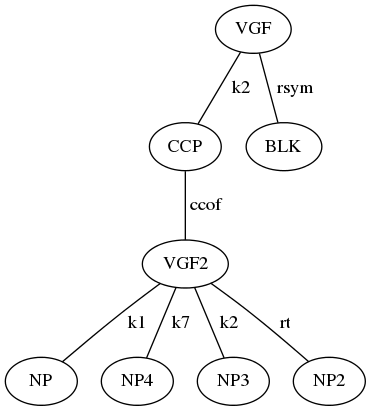 VGF
k2 rsym
CCP BLK
ccof
VGF2
k1 k7 k2 rt
NP NP4 NP3 NP2